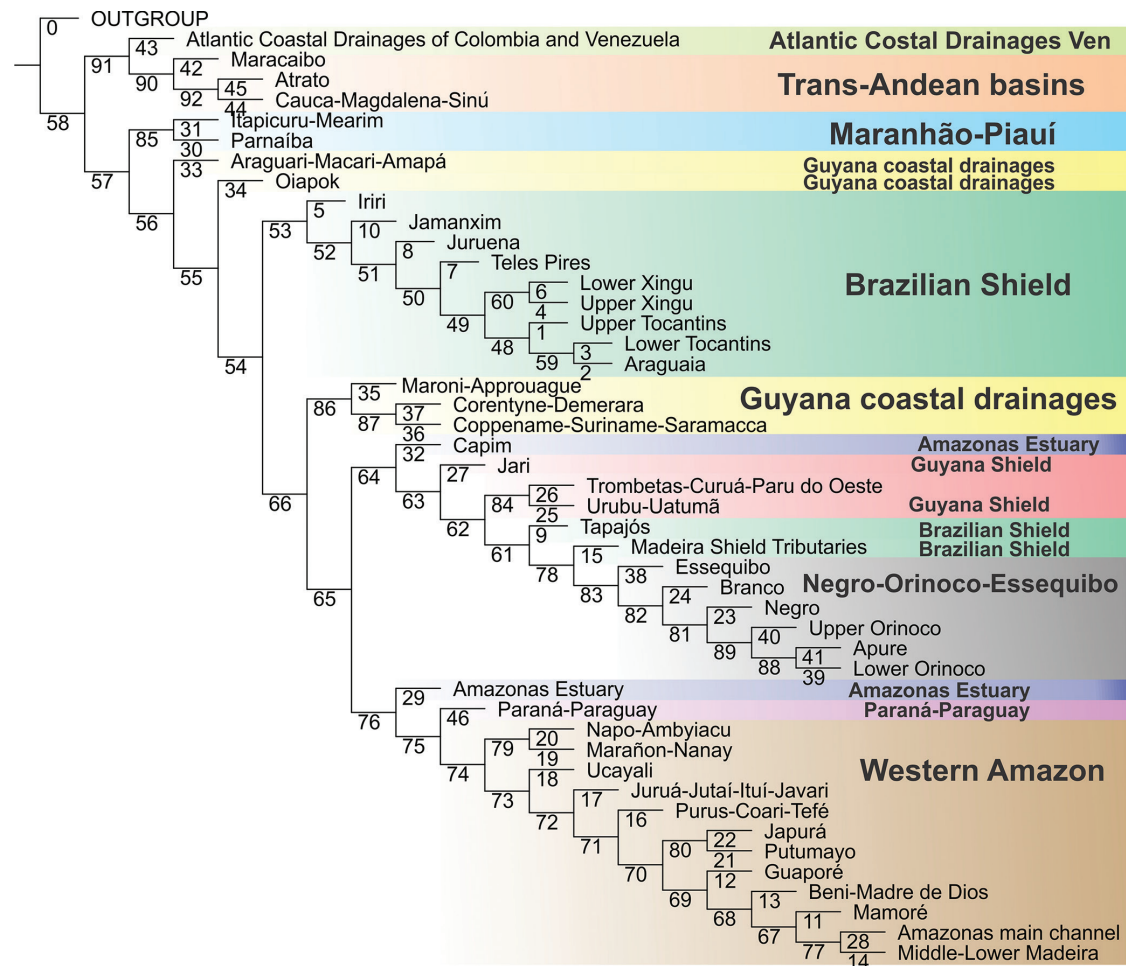 0 OUTGROUP
43 Atlantic Coastal Drainages of Colombia and Venezuela Atlantic Costal Drainages Ven
91
42 Maracaibo
90
45 Atrato Trans-Andean basins
92
44 Cauca-Magdalena-Sinú
58
31 Itapicuru-Mearim
85 Maranhão-Piauí
30 Parnaíba
33 Araguari-Macari-Amapá Guyana coastal drainages
57
34 Oiapok Guyana coastal drainages
5 Iriri
56
53
10 Jamanxim
52
8 Juruena
51
55
7 Teles Pires
50
6 Lower Xingu Brazilian Shield
60
4 Upper Xingu
49
1 Upper Tocantins
48
3 Lower Tocantins
59
54
2 Araguaia
35 Maroni-Approuague
86 Guyana coastal drainages
37 Corentyne-Demerara
87
36 Coppename-Suriname-Saramacca
32 Capim Amazonas Estuary
64
27 Jari Guyana Shield
63
26 Trombetas-Curuá-Paru do Oeste
66
84
25 Urubu-Uatumã Guyana Shield
62
9 Tapajós Brazilian Shield
61
15 Madeira Shield Tributaries Brazilian Shield
78
38 Essequibo
83
65
24 Branco Negro-Orinoco-Essequibo
82
23 Negro
81
40 Upper Orinoco
89
41 Apure
88
39 Lower Orinoco
29 Amazonas Estuary Amazonas Estuary
76
46 Paraná-Paraguay Paraná-Paraguay
75
20 Napo-Ambyiacu
79
19 Marañon-Nanay
74
18 Ucayali Western Amazon
73
17 Juruá-Jutaí-Ituí-Javari
72
16 Purus-Coari-Tefé
71
22 Japurá
80
21 Putumayo
70
12 Guaporé
69
13 Beni-Madre de Dios
68
11 Mamoré
67
28 Amazonas main channel
77
14 Middle-Lower Madeira